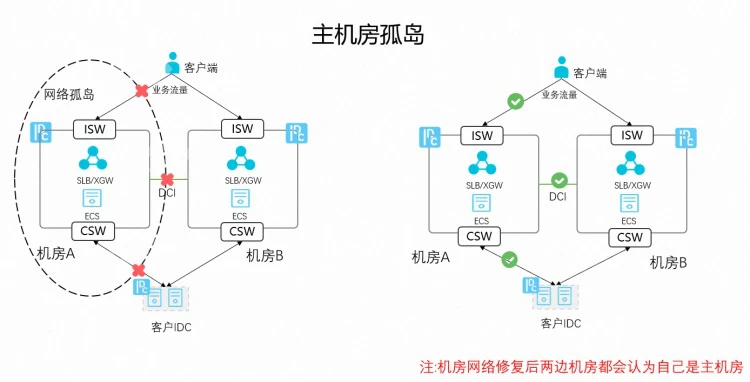 主机房孤岛
客户端
业务流量
网络孤岛
ISW
ISW
SLB/XGW
SLB/XGW
DCI
ECS
ECS
CSW
CSW
机房A
机房B
客户IDC
客户端
业务流量
ISW
ISW
SLB/XGW
SLB/XGW
DCI
ECS
ECS
CSW
CSW
机房A
机房B
客户IDC
注:机房网络修复后两边机房都会认为自己是主机房